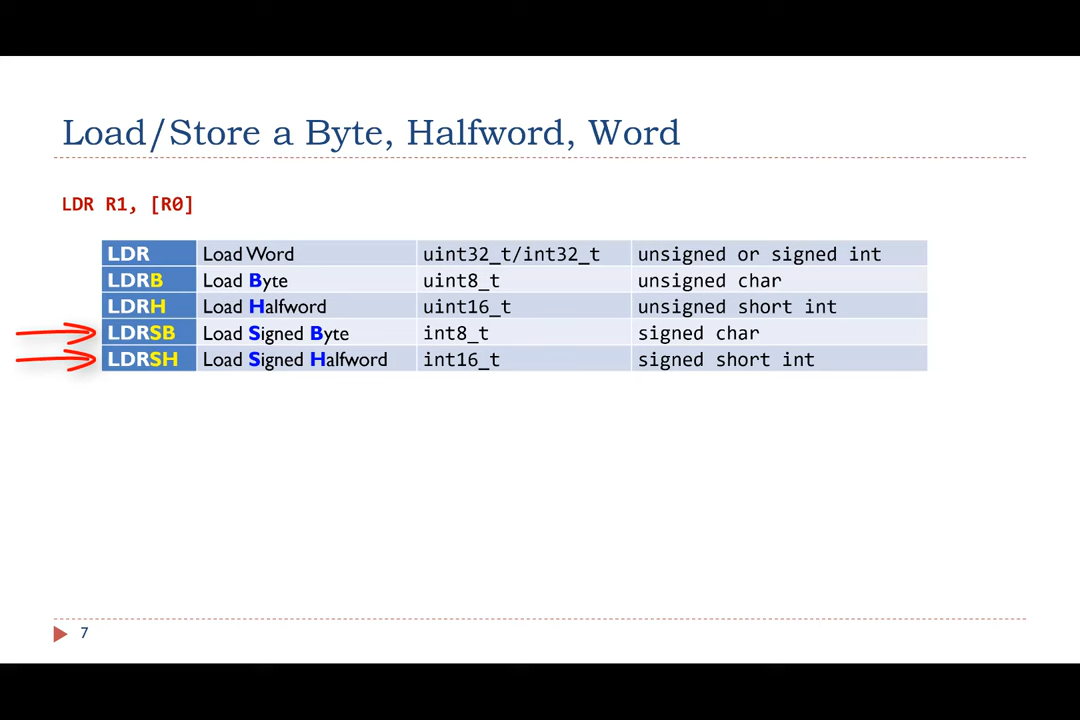 Load/Store a Byte, Halfword, Word
LDR R1, [R0]
LDR Load Word uint32_t/int32_t unsigned or signed int
LDRB Load Byte uint8_t unsigned char
LDRH Load Halfword uint16_t unsigned short int
LDRSB Load Signed Byte int8_t signed char
LDRSH Load Signed Halfword int16_t signed short int
7